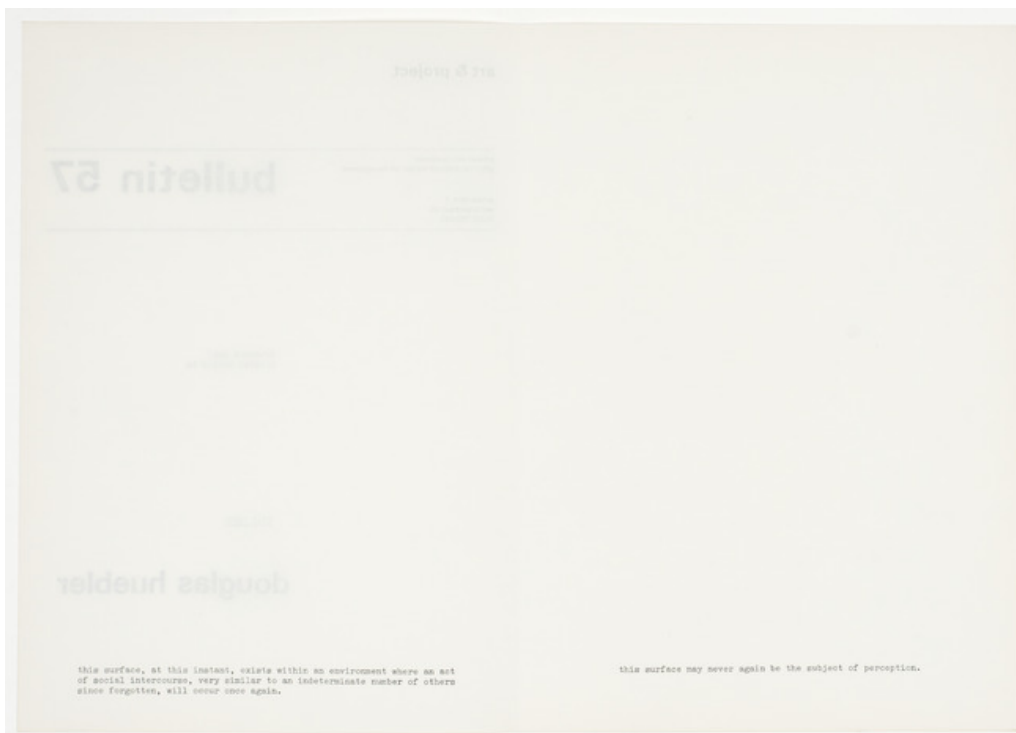 art & project
bulletin 57
douglas huebler
this surface, at this instant, exists within an environment where an act
of social intercourse, very similar to an indeterminate number of others
since forgotten, will occur once again.
this surface may never again be the subject of perception.